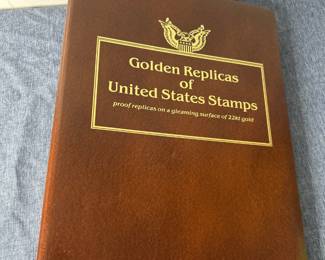 Golden Replicas
of
United States Stamps
proof replicas on a gleaming surface of 22kt gold